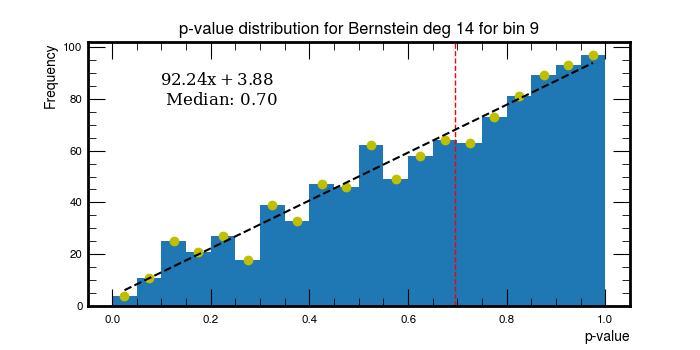 p-value distribution for Bernstein deg 14 for bin 9
Frequency
100
80
60
40
20
0
92.24x + 3.88
Median: 0.70
0.0 0.2 0.4 0.6 0.8 1.0
p-value